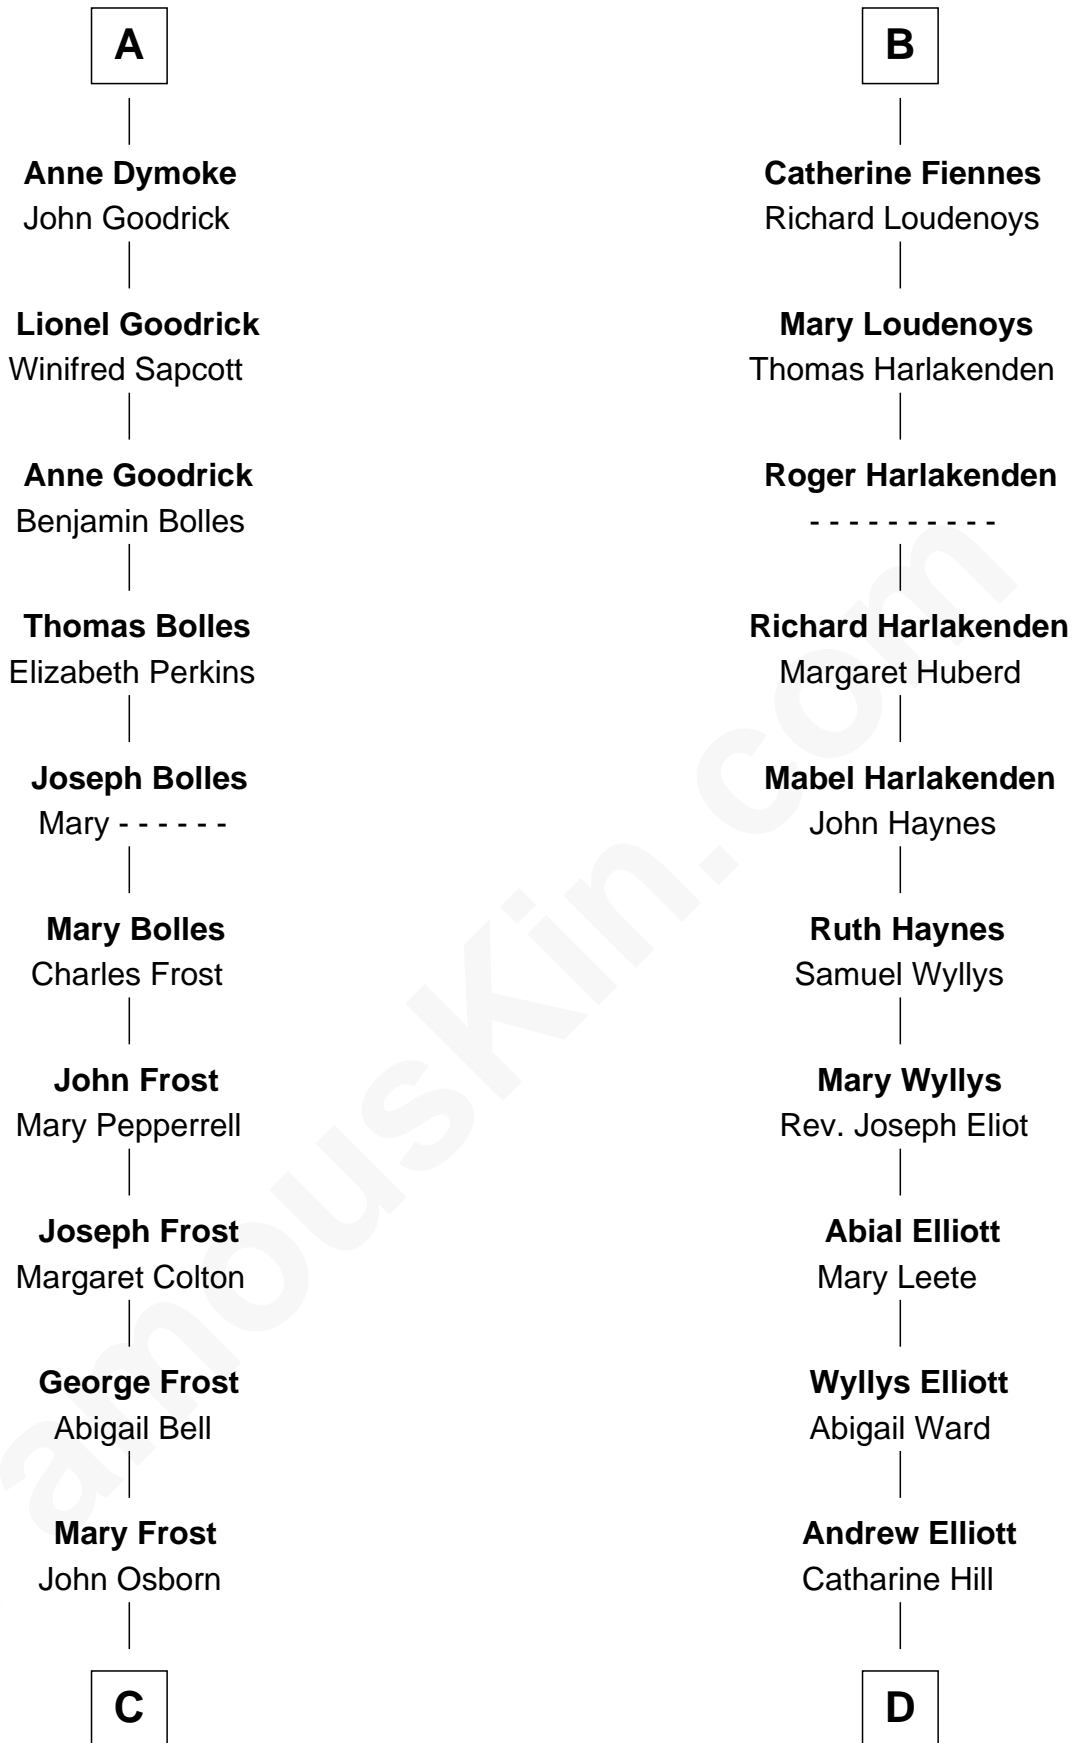 A
Anne Dymoke
John Goodrick
Lionel Goodrick
Winifred Sapcott
Anne Goodrick
Benjamin Bolles
Thomas Bolles
Elizabeth Perkins
Joseph Bolles
Mary - - - - - -
Mary Bolles
Charles Frost
John Frost
Mary Pepperrell
Joseph Frost
Margaret Colton
George Frost
Abigail Bell
Mary Frost
John Osborn
C
B
Catherine Fiennes
Richard Loudenoys
Mary Loudenoys
Thomas Harlakenden
Roger Harlakenden
- - - - - - - - - -
Richard Harlakenden
Margaret Huberd
Mabel Harlakenden
John Haynes
Ruth Haynes
Samuel Wyllys
Mary Wyllys
Rev. Joseph Eliot
Abial Elliott
Mary Leete
Wyllys Elliott
Abigail Ward
Andrew Elliott
Catharine Hill
D
amousKin.com